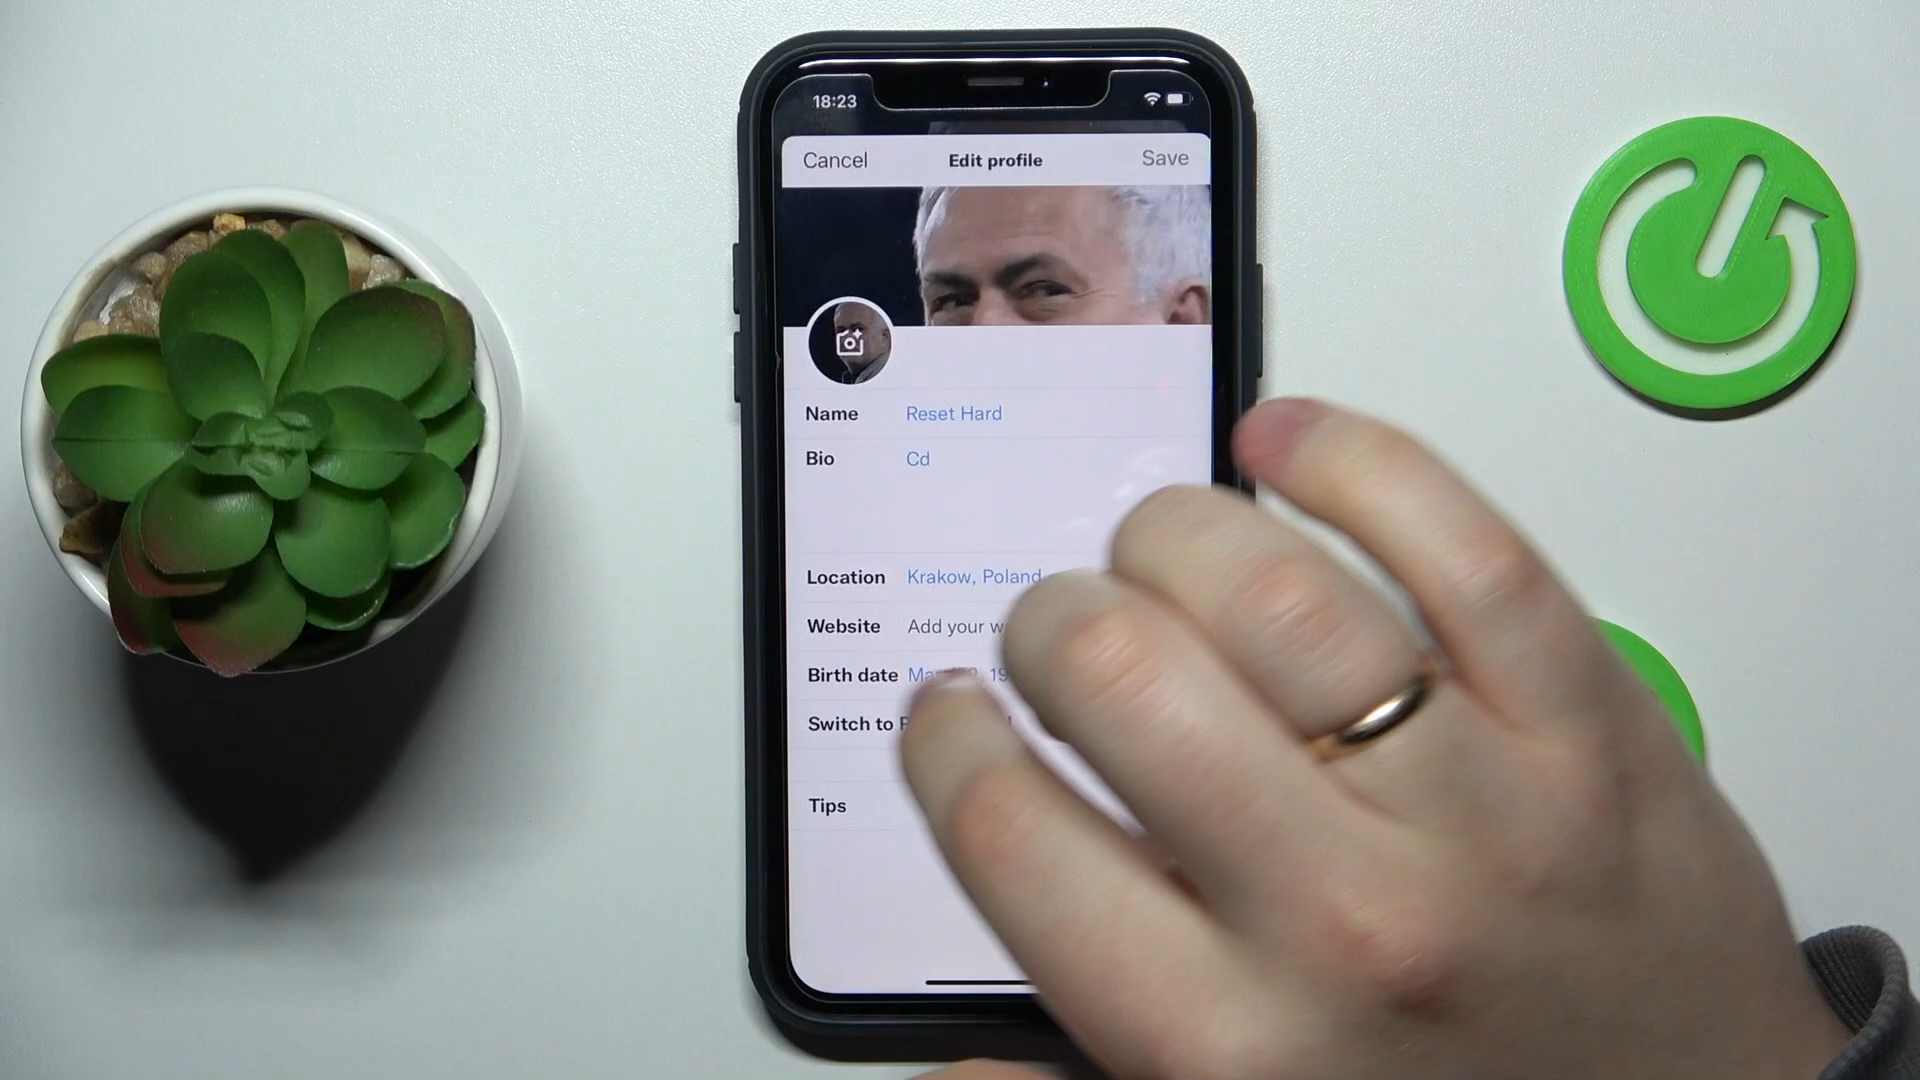 18:23
Cancel Edit profile Save
Name Reset Hard
Bio Cd
Location Krakow, Poland
Website Add your
Birth date
Switch to
Tips